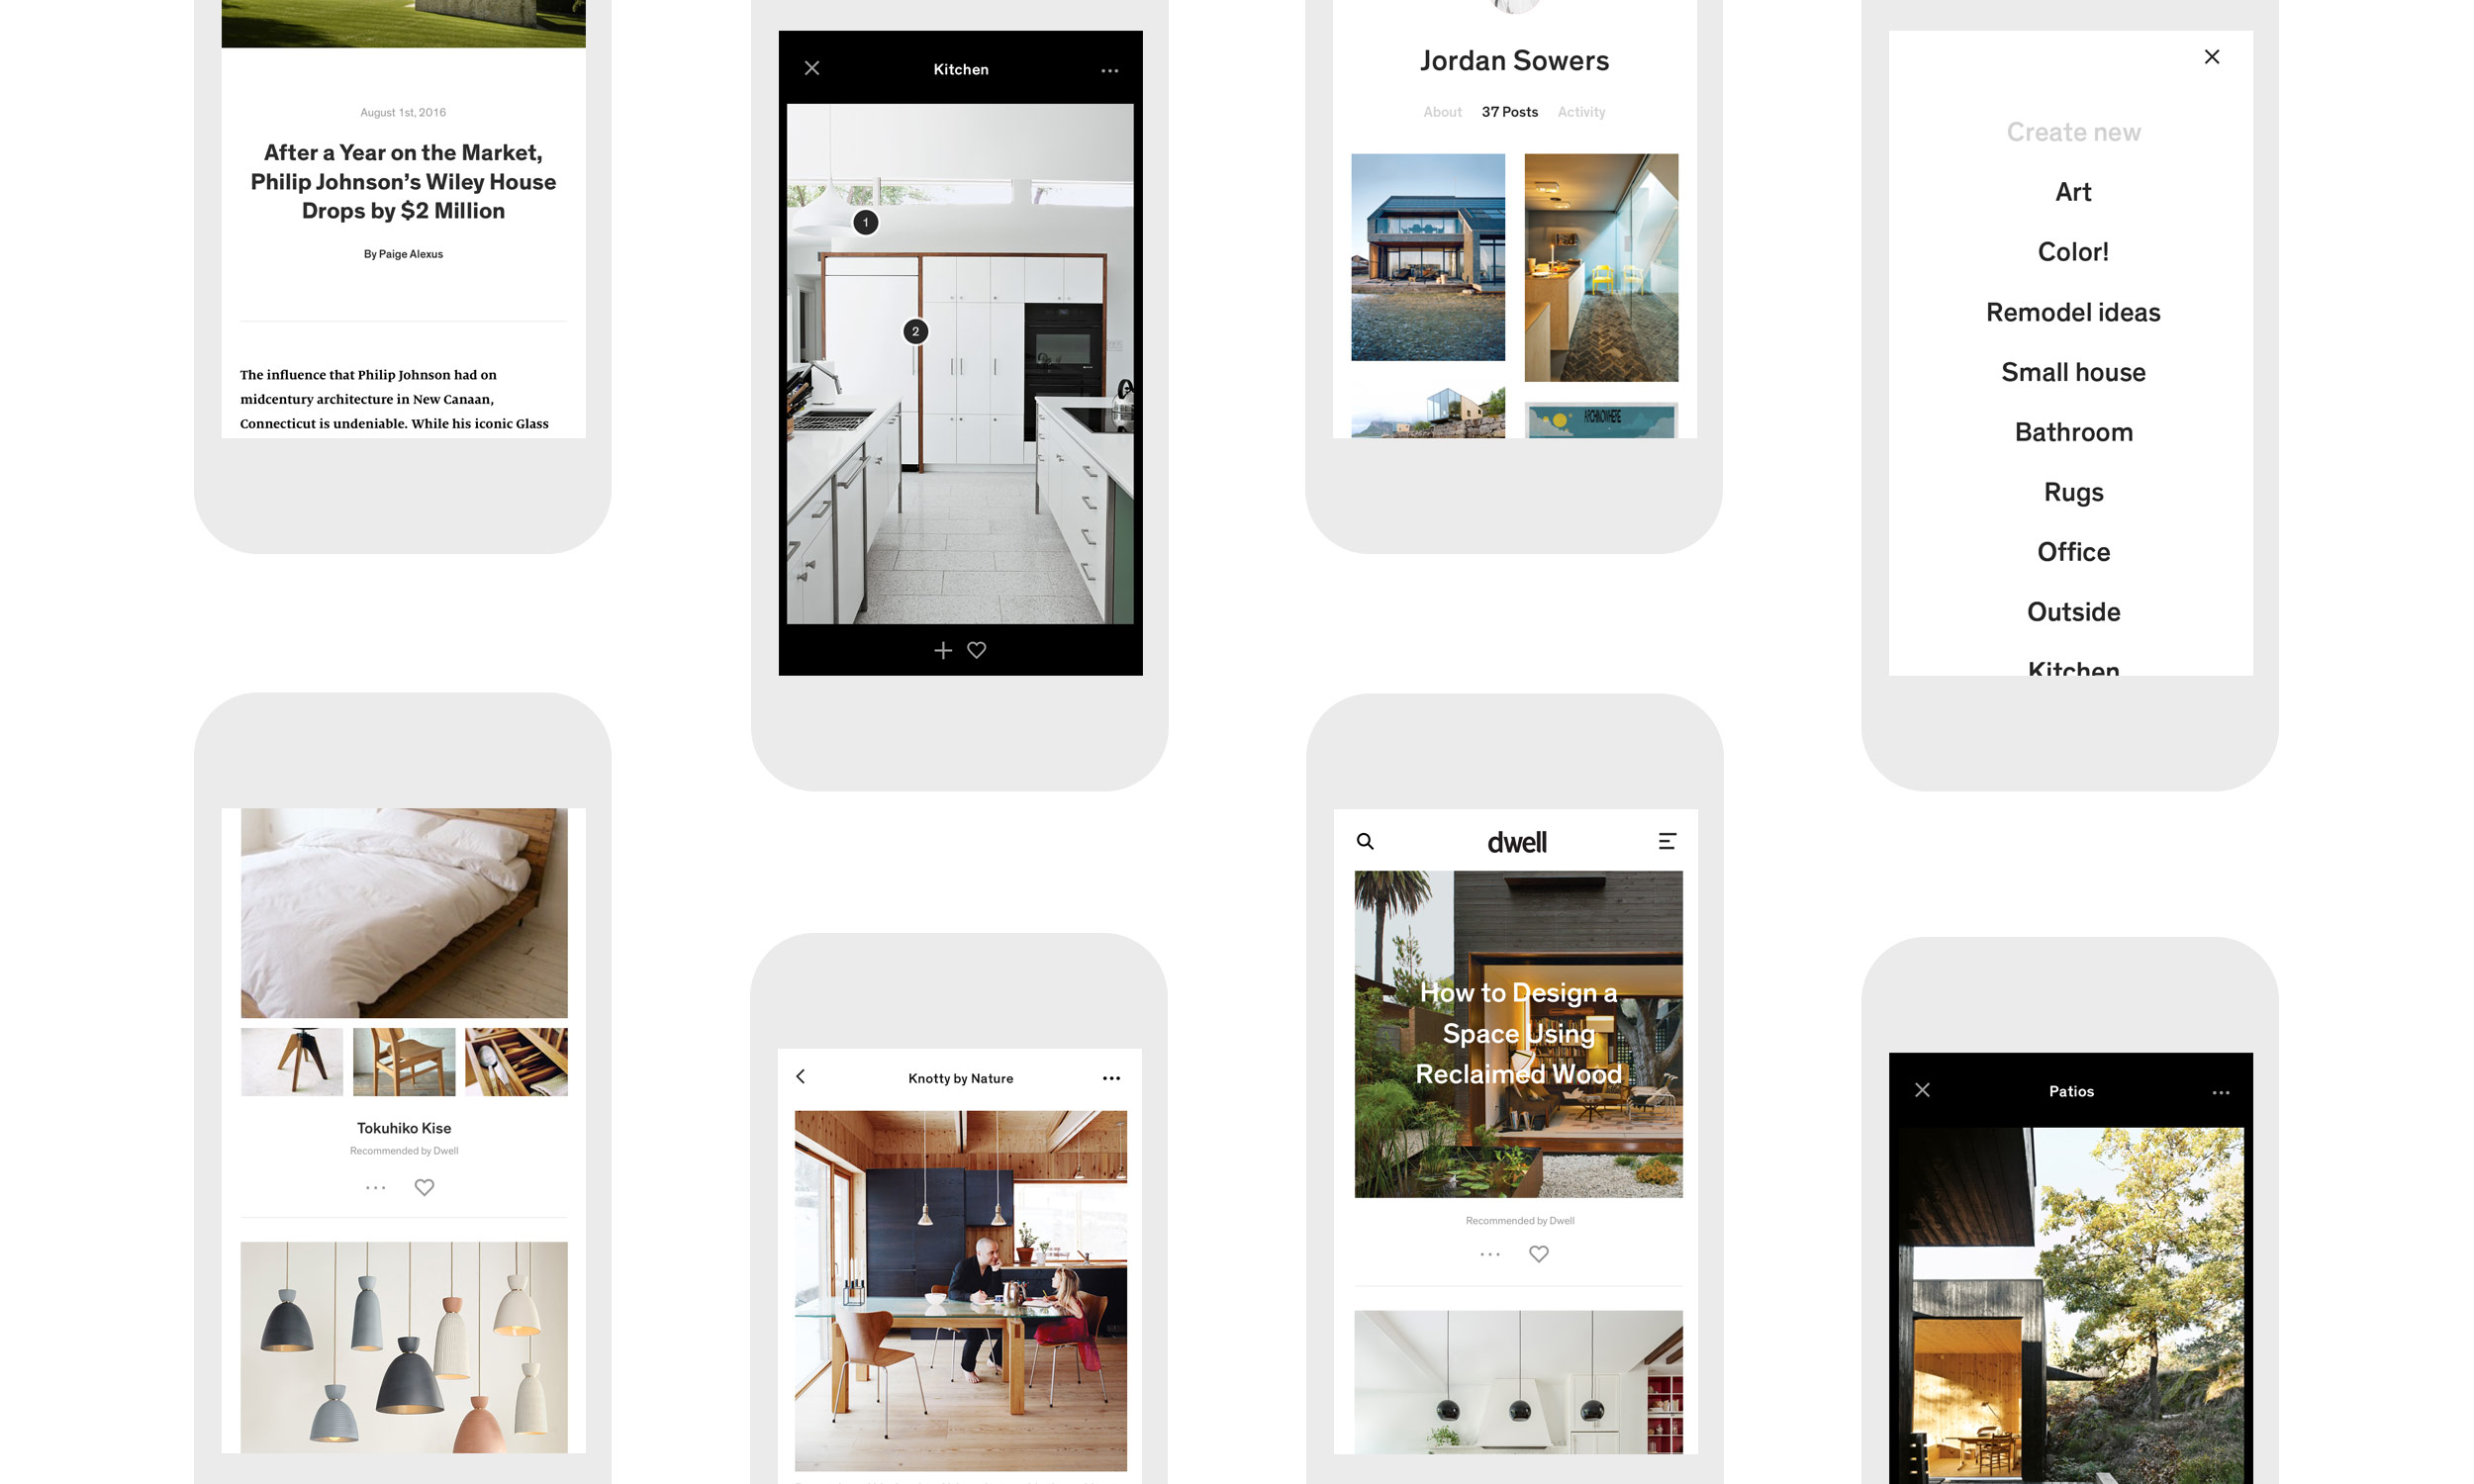 August 1st, 2016
After a Year on the Market,
Philip Johnson’s Wiley House
Drops by $2 Million
By Paige Alexus
The influence that Philip Johnson had on
midcentury architecture in New Canaan,
Connecticut is undeniable. While his iconic Glass
Kitchen
1
2
Jordan Sowers
About 37 Posts Activity
ARCHINOWHERE
Create new
Art
Color!
Remodel ideas
Small house
Bathroom
Rugs
Office
Outside
Kitchen
Tokuhiko Kise
Recommended by Dwell
Knotty by Nature
dwell
How to Design a
Space Using
Reclaimed Wood
Recommended by Dwell
Patios